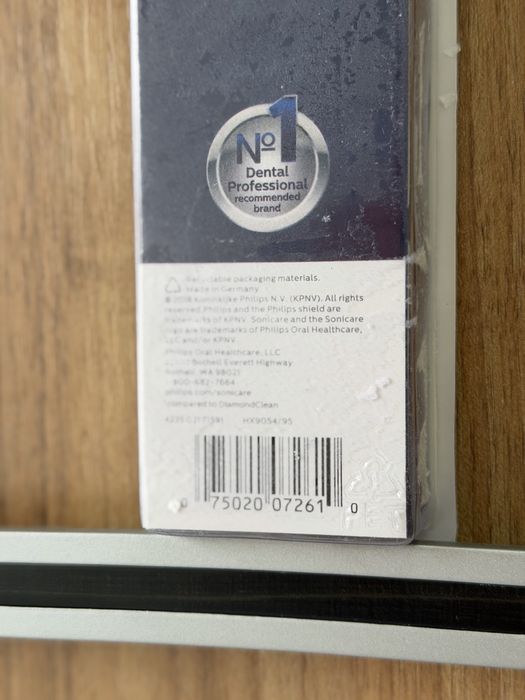 Nº1
Dental
Professional
recommended
brand
Recyclable packaging materials.
Made in Germany
© 2018 Koninklijke Philips N.V. (KPNV). All rights
reserved. Philips and the Philips shield are
trademarks of KPNV. Sonicare and the Sonicare
logo are trademarks of Philips Oral Healthcare,
LLC and/or KPNV.
Philips Oral Healthcare, LLC
Bothell Everett Highway
Bothell, WA 98021
800-682-7664
philips.com/sonicare
compared to DiamondClean
HX9054/95
0 75020 07261 0
PET